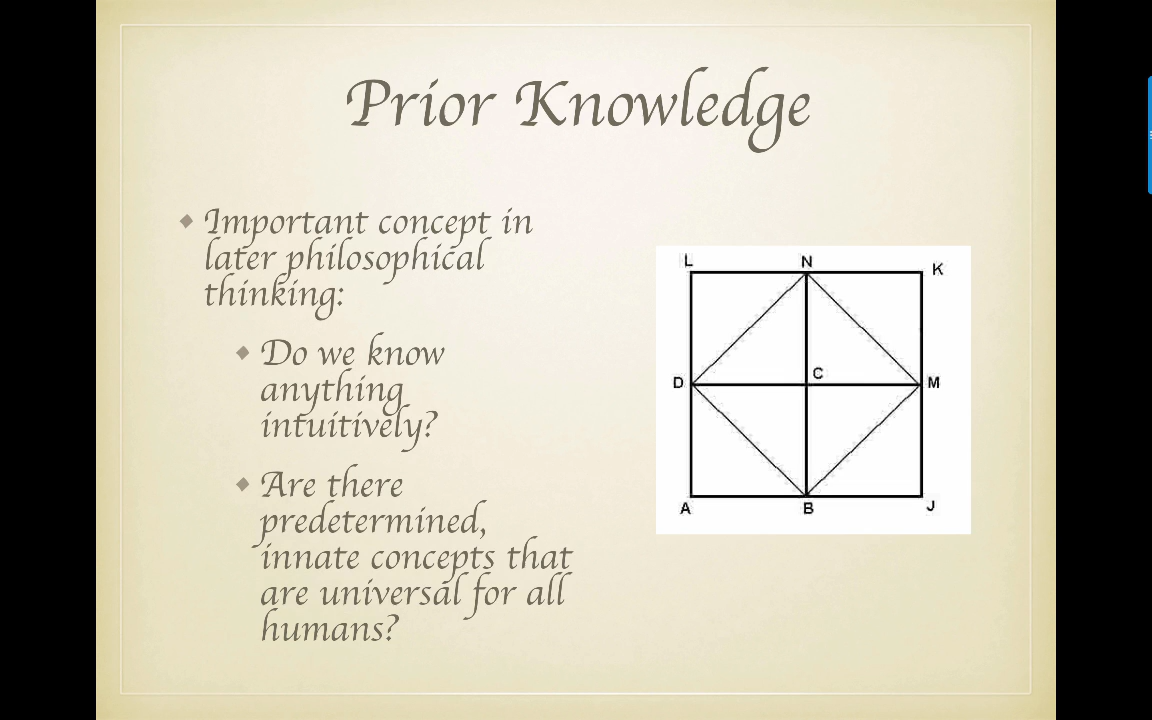 Prior Knowledge
Important concept in
later philosophical
thinking:
Do we know
anything
intuitively?
Are there
predetermined,
innate concepts that
are universal for all
humans?
L N K
D C M
A B J